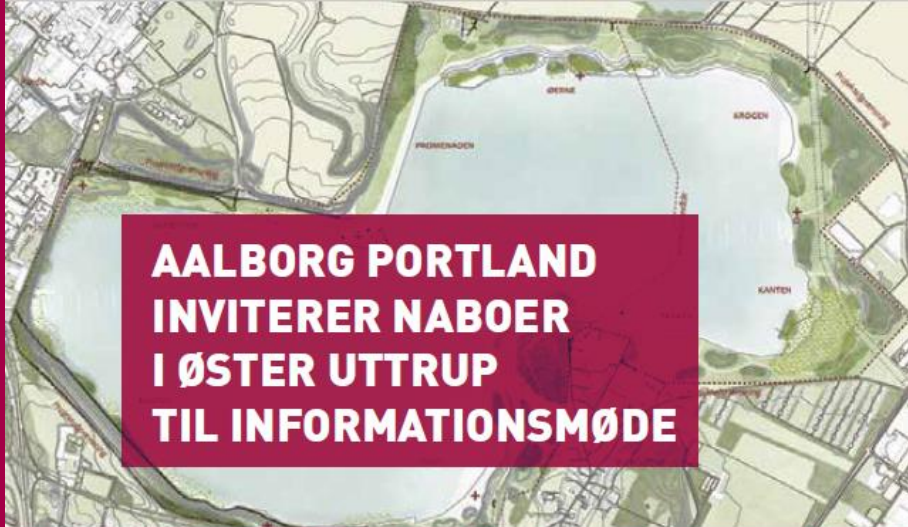 ØERNE
KROGEN
PROMENADEN
KANTEN
AALBORG PORTLAND
INVITERER NABOER
I ØSTER UTTRUP
TIL INFORMATIONSMØDE